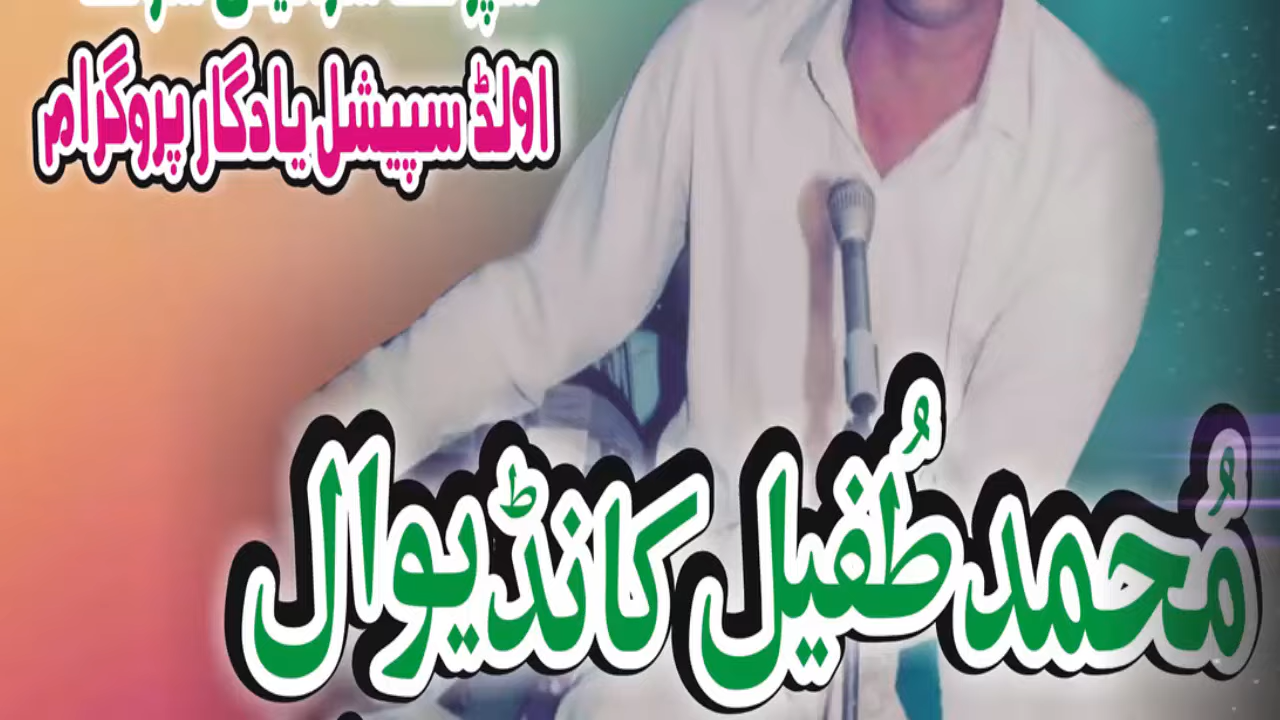 اولڈ سپیشل یادگار پروگرام
مُحمد طُفیل کانڈیوال